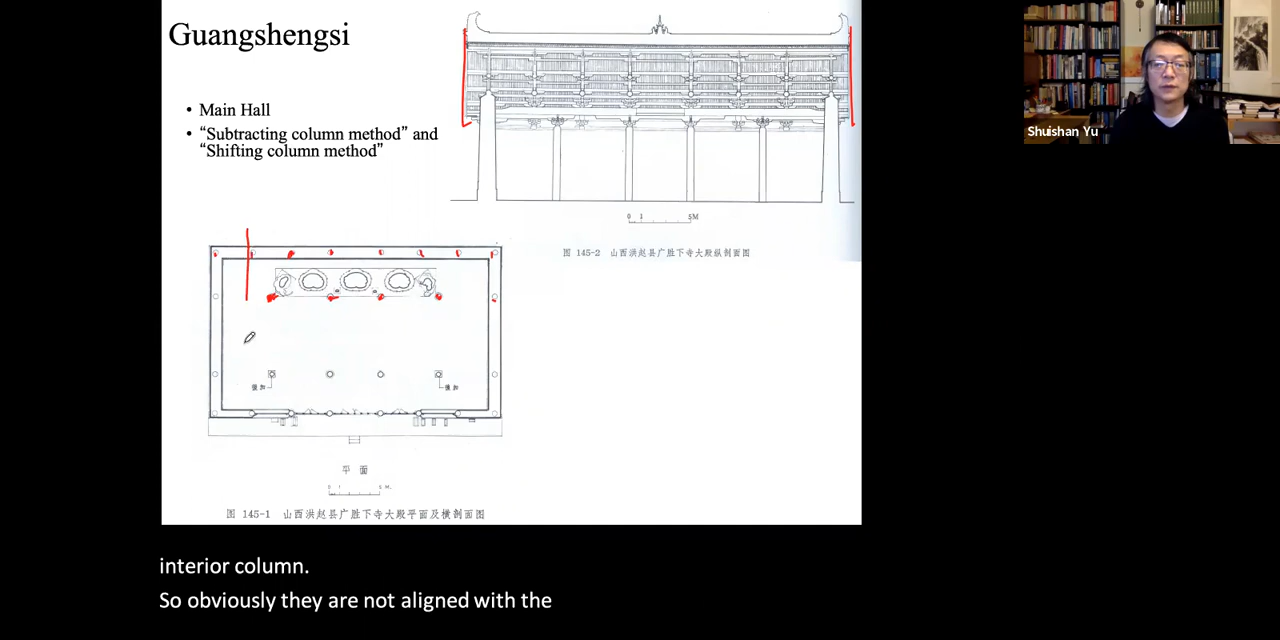 Guangshengsi
• Main Hall
• “Subtracting column method” and
“Shifting column method”
0 1 5M
图 145-2 山西洪赵县广胜下寺大殿纵剖面图
Shuishan Yu
平 面
图 145-1 山西洪赵县广胜下寺大殿平面及横剖面图
interior column.
So obviously they are not aligned with the